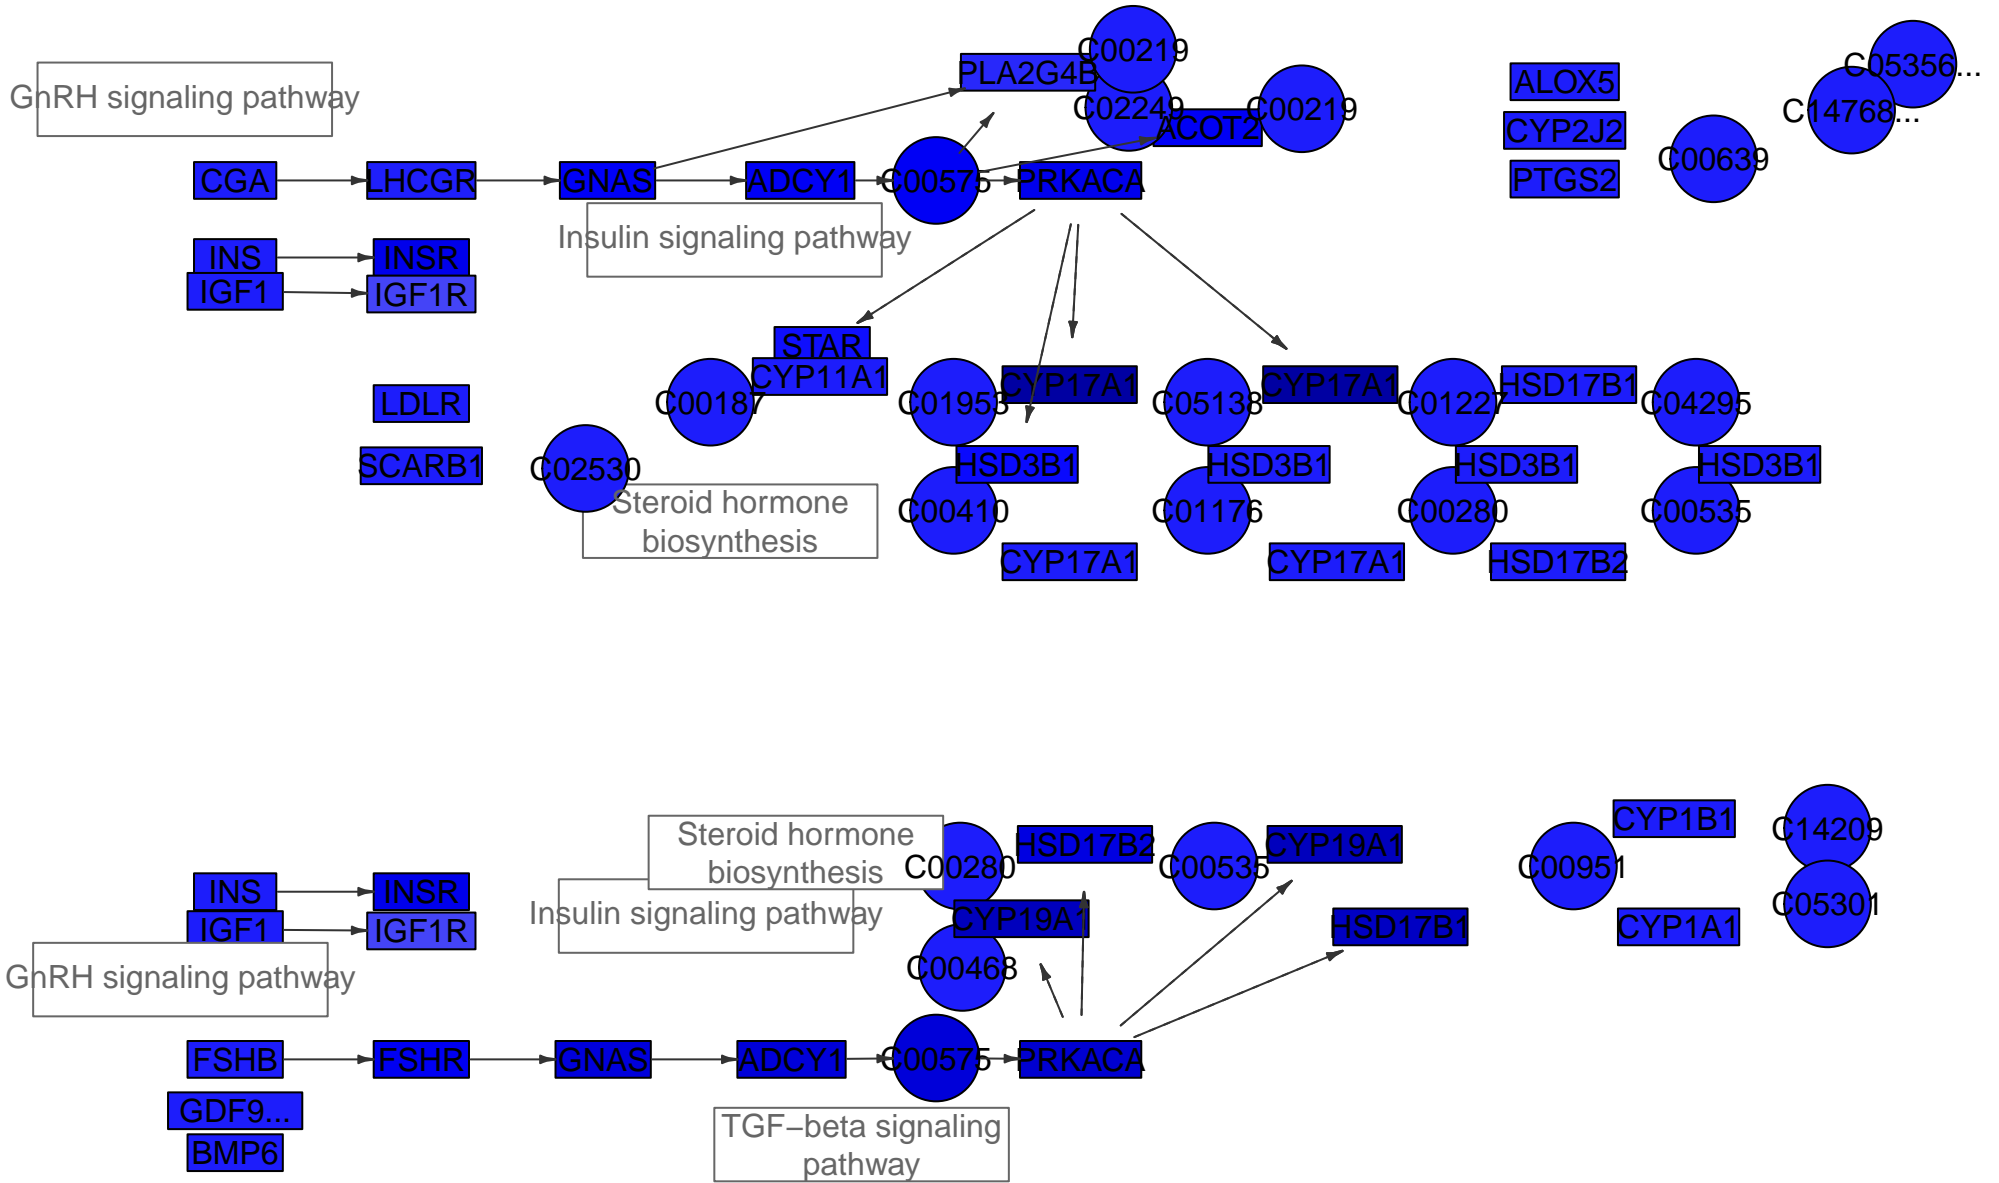 C00219
C05356...
PLA2G4B
ALOX5
GnRH signaling pathway
C02249
C00219
C14768...
ACOT2
CYP2J2
C00639
CGA
LHCGR
GNAS
ADCY1
C00575
PRKACA
PTGS2
Insulin signaling pathway
INS
INSR
IGF1
IGF1R
STAR
CYP11A1
CYP17A1
CYP17A1
HSD17B1
LDLR
C00187
C01953
C05138
C01227
C04295
SCARB1
C02530
HSD3B1
HSD3B1
HSD3B1
HSD3B1
Steroid hormone
biosynthesis
C00410
C01176
C00280
C00535
CYP17A1
CYP17A1
HSD17B2
CYP1B1
C14209
Steroid hormone
biosynthesis
HSD17B2
CYP19A1
C00280
C00535
C00951
INS
INSR
C05301
Insulin signaling pathway
CYP19A1
HSD17B1
CYP1A1
IGF1
IGF1R
GnRH signaling pathway
C00468
FSHB
FSHR
GNAS
ADCY1
C00575
PRKACA
GDF9...
TGF−beta signaling
pathway
BMP6